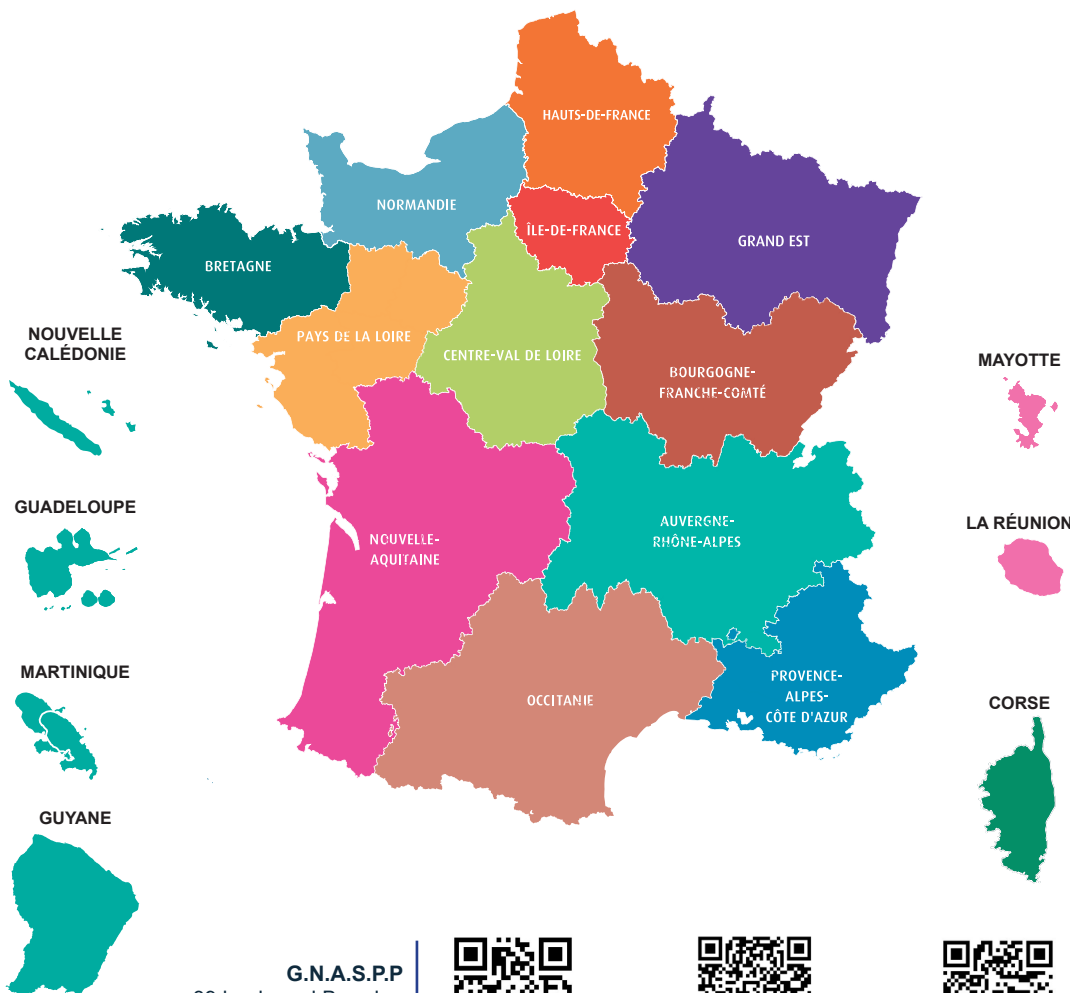 HAUTS-DE-FRANCE
NORMANDIE
ÎLE-DE-FRANCE
GRAND EST
BRETAGNE
PAYS DE LA LOIRE
CENTRE-VAL DE LOIRE
BOURGOGNE-
FRANCHE-COMTÉ
NOUVELLE
CALÉDONIE
MAYOTTE
GUADELOUPE
LA RÉUNION
NOUVELLE-
AQUITAINE
AUVERGNE-
RHÔNE-ALPES
MARTINIQUE
OCCITANIE
PROVENCE-
ALPES-
CÔTE D'AZUR
CORSE
GUYANE
G.N.A.S.P.P